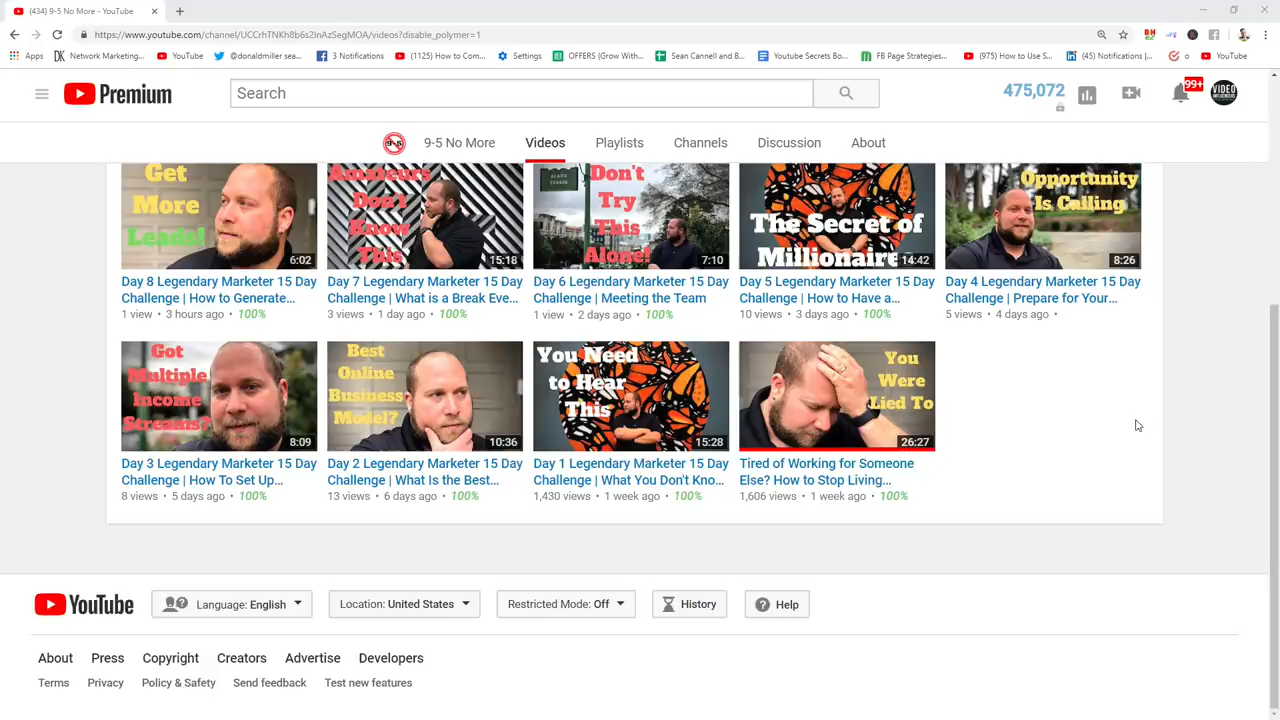 (434) 9-5 No More - YouTube
https://www.youtube.com/channel/UCCrhTNKh8b6s2InAzSegMOA/videos?disable_polymer=1
Apps
Network Marketing...
YouTube
@donaldmiller sea...
3 Notifications
(1125) How to Com...
Settings
OFFERS (Grow With...
Sean Cannell and B...
Youtube Secrets Bo...
FB Page Strategies...
(975) How to Use S...
(45) Notifications |...
o
YouTube
Premium
Search
475,072
99+
9-5 No More
Videos
Playlists
Channels
Discussion
About
Get
More
Leads!
6:02
Amateurs
Don't
Know
This
15:18
Don't
Try
This
Alone!
7:10
The Secret of
Millionaire
14:42
Opportunity
Is Calling
8:26
Day 8 Legendary Marketer 15 Day
Challenge | How to Generate...
1 view • 3 hours ago • 100%
Day 7 Legendary Marketer 15 Day
Challenge | What is a Break Eve...
3 views • 1 day ago • 100%
Day 6 Legendary Marketer 15 Day
Challenge | Meeting the Team
1 view • 2 days ago • 100%
Day 5 Legendary Marketer 15 Day
Challenge | How to Have a...
10 views • 3 days ago • 100%
Day 4 Legendary Marketer 15 Day
Challenge | Prepare for Your...
5 views • 4 days ago •
Got
Multiple
Income
Streams?
8:09
Best
Online
Business
Model?
10:36
You Need
to Hear
This
15:28
You
Were
Lied To
26:27
Day 3 Legendary Marketer 15 Day
Challenge | How To Set Up...
8 views • 5 days ago • 100%
Day 2 Legendary Marketer 15 Day
Challenge | What Is the Best...
13 views • 6 days ago • 100%
Day 1 Legendary Marketer 15 Day
Challenge | What You Don't Kno...
1,430 views • 1 week ago • 100%
Tired of Working for Someone
Else? How to Stop Living...
1,606 views • 1 week ago • 100%
YouTube
Language: English
Location: United States
Restricted Mode: Off
History
Help
About
Press
Copyright
Creators
Advertise
Developers
Terms
Privacy
Policy & Safety
Send feedback
Test new features